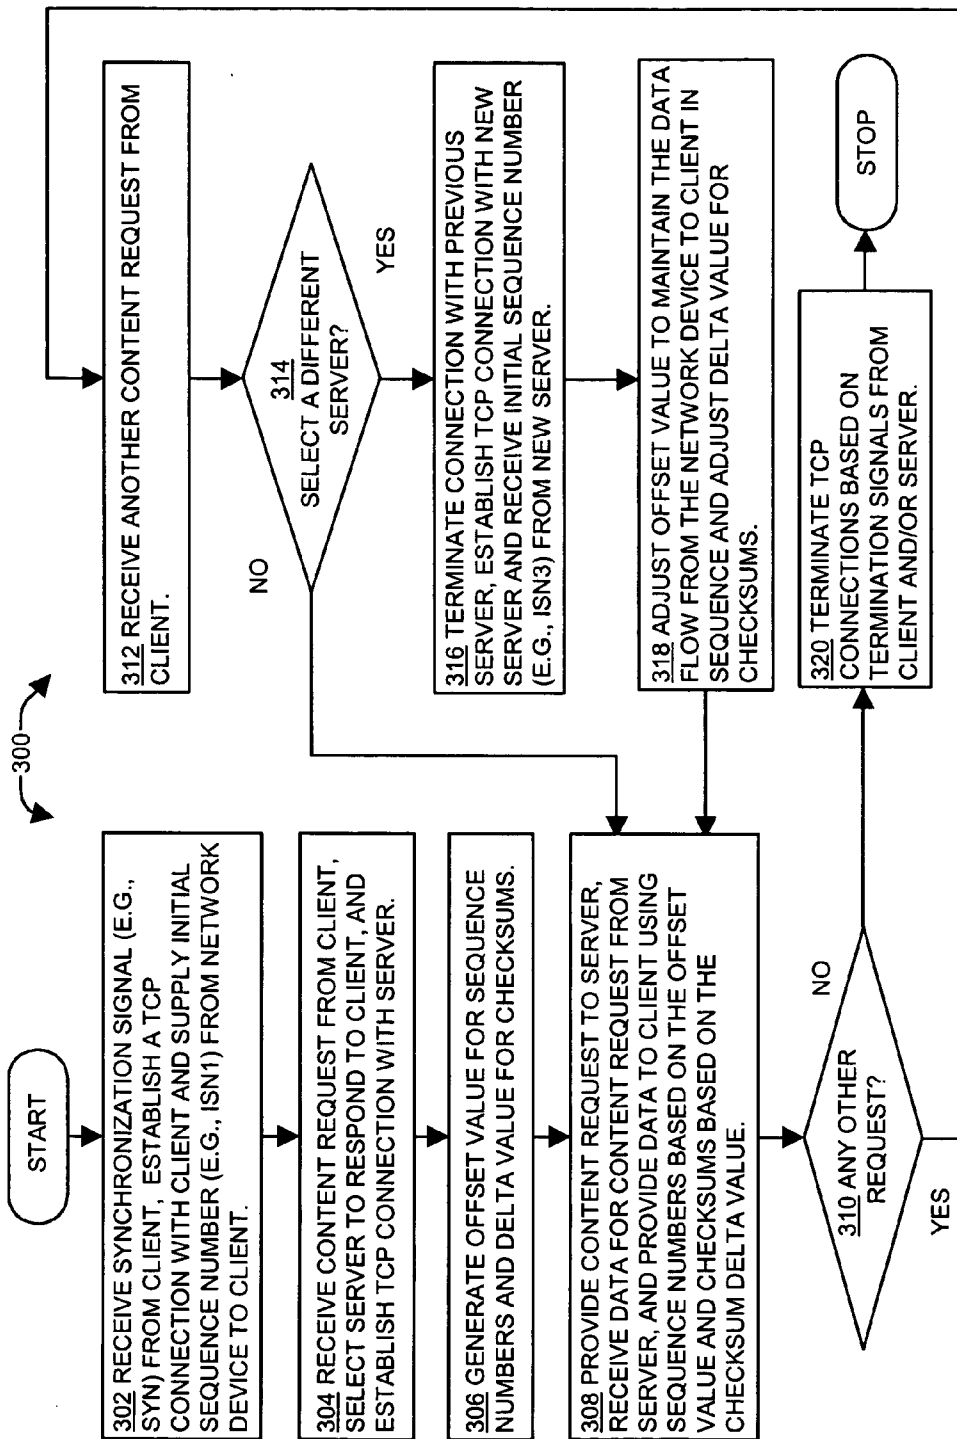 300
START
302 RECEIVE SYNCHRONIZATION SIGNAL (E.G.,
SYN) FROM CLIENT, ESTABLISH A TCP
CONNECTION WITH CLIENT AND SUPPLY INITIAL
SEQUENCE NUMBER (E.G., ISN1) FROM NETWORK
DEVICE TO CLIENT.
304 RECEIVE CONTENT REQUEST FROM CLIENT,
SELECT SERVER TO RESPOND TO CLIENT, AND
ESTABLISH TCP CONNECTION WITH SERVER.
306 GENERATE OFFSET VALUE FOR SEQUENCE
NUMBERS AND DELTA VALUE FOR CHECKSUMS.
308 PROVIDE CONTENT REQUEST TO SERVER,
RECEIVE DATA FOR CONTENT REQUEST FROM
SERVER, AND PROVIDE DATA TO CLIENT USING
SEQUENCE NUMBERS BASED ON THE OFFSET
VALUE AND CHECKSUMS BASED ON THE
CHECKSUM DELTA VALUE.
310 ANY OTHER
REQUEST?
NO
YES
312 RECEIVE ANOTHER CONTENT REQUEST FROM
CLIENT.
314
SELECT A DIFFERENT
SERVER?
NO
YES
316 TERMINATE CONNECTION WITH PREVIOUS
SERVER, ESTABLISH TCP CONNECTION WITH NEW
SERVER AND RECEIVE INITIAL SEQUENCE NUMBER
(E.G., ISN3) FROM NEW SERVER.
318 ADJUST OFFSET VALUE TO MAINTAIN THE DATA
FLOW FROM THE NETWORK DEVICE TO CLIENT IN
SEQUENCE AND ADJUST DELTA VALUE FOR
CHECKSUMS.
320 TERMINATE TCP
CONNECTIONS BASED ON
TERMINATION SIGNALS FROM
CLIENT AND/OR SERVER.
STOP